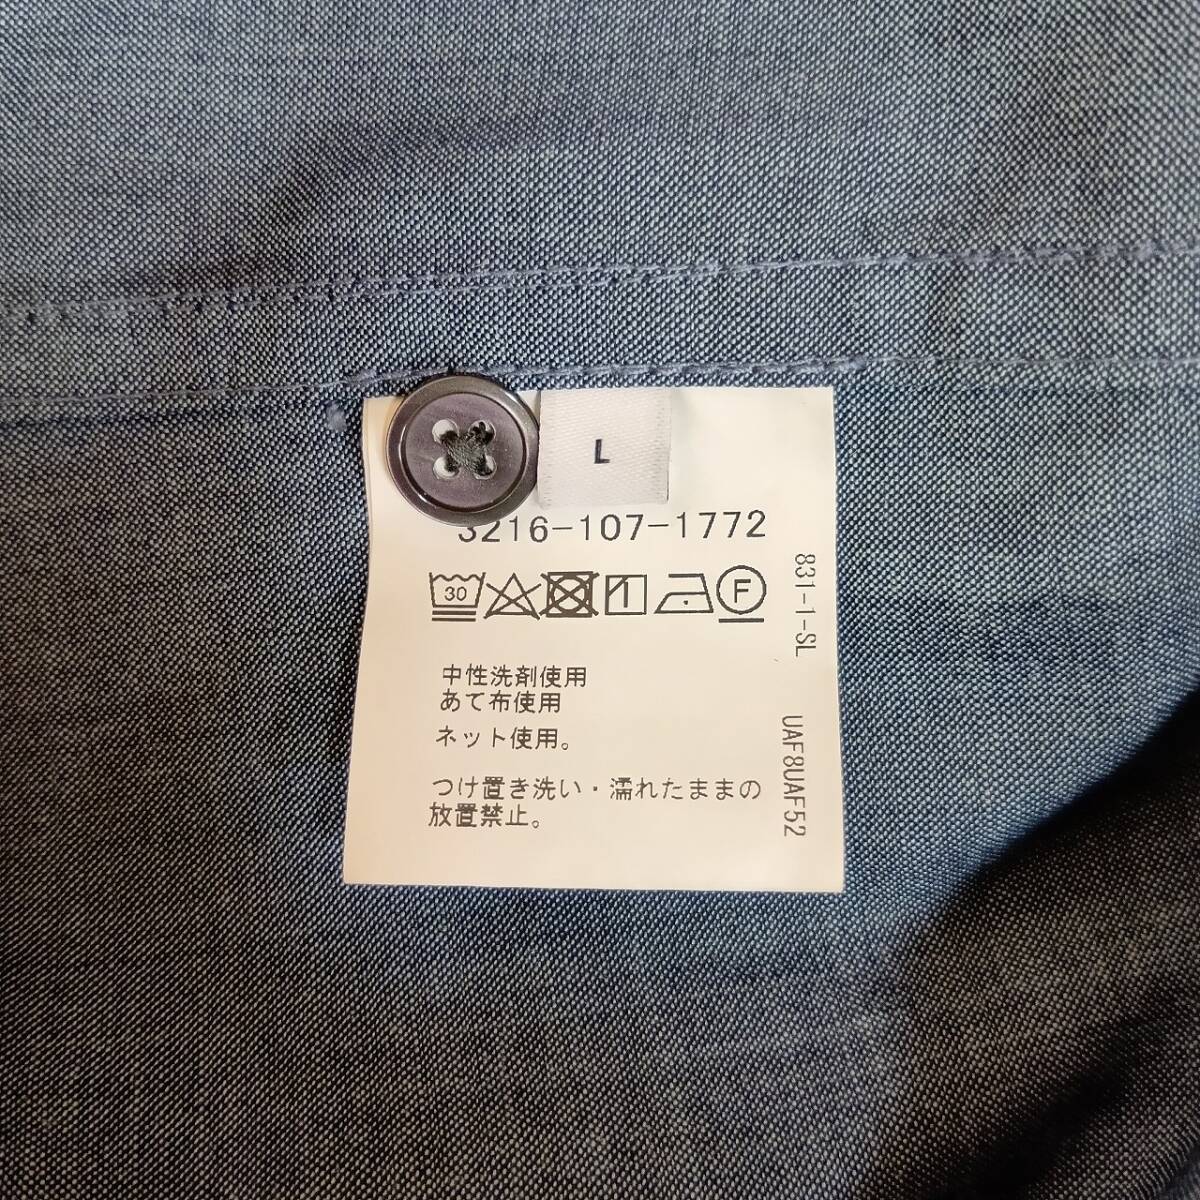 L
3216-107-1772
30
F
中性洗剤使用
あて布使用
ネット使用。
つけ置き洗い・濡れたままの
放置禁止。
831-1-SL
UAF8UAF52